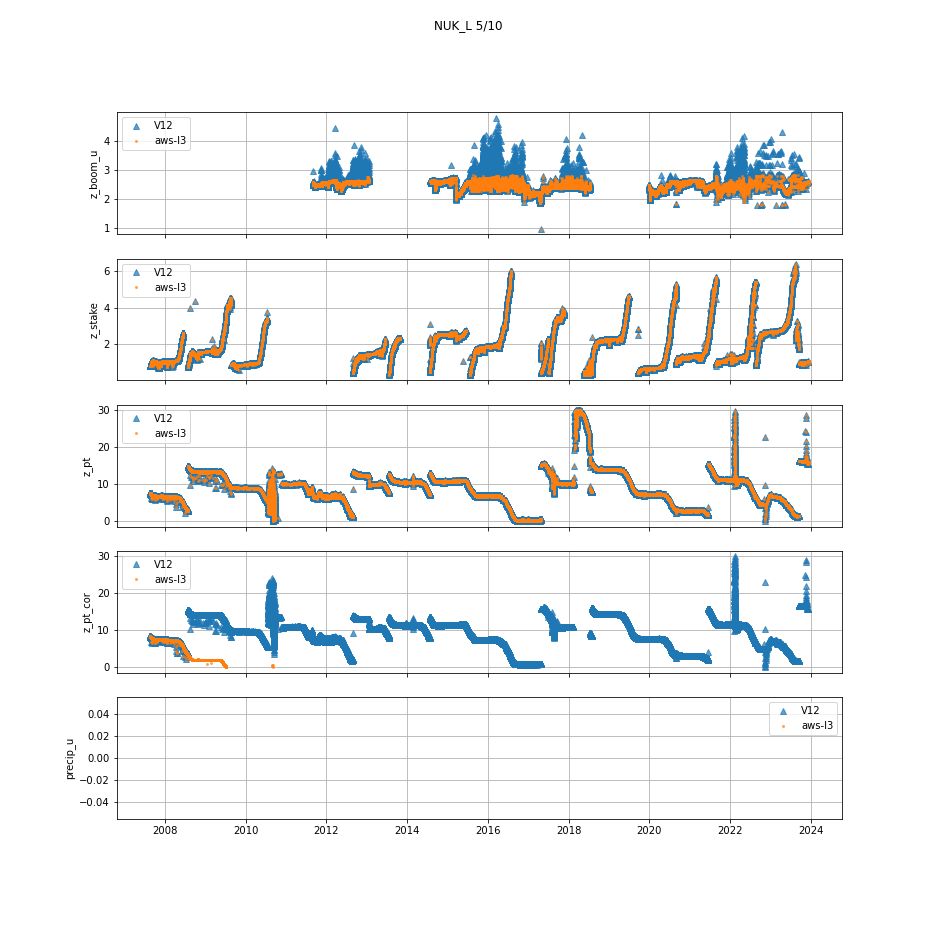 NUK_L 5/10
V12
aws-l3
z_boom_u
4
3
2
1
V12
aws-l3
z_stake
6
4
2
V12
aws-l3
z_pt
30
20
10
0
V12
aws-l3
z_pt_cor
30
20
10
0
V12
aws-l3
precip_u
0.04
0.02
0.00
−0.02
−0.04
2008 2010 2012 2014 2016 2018 2020 2022 2024